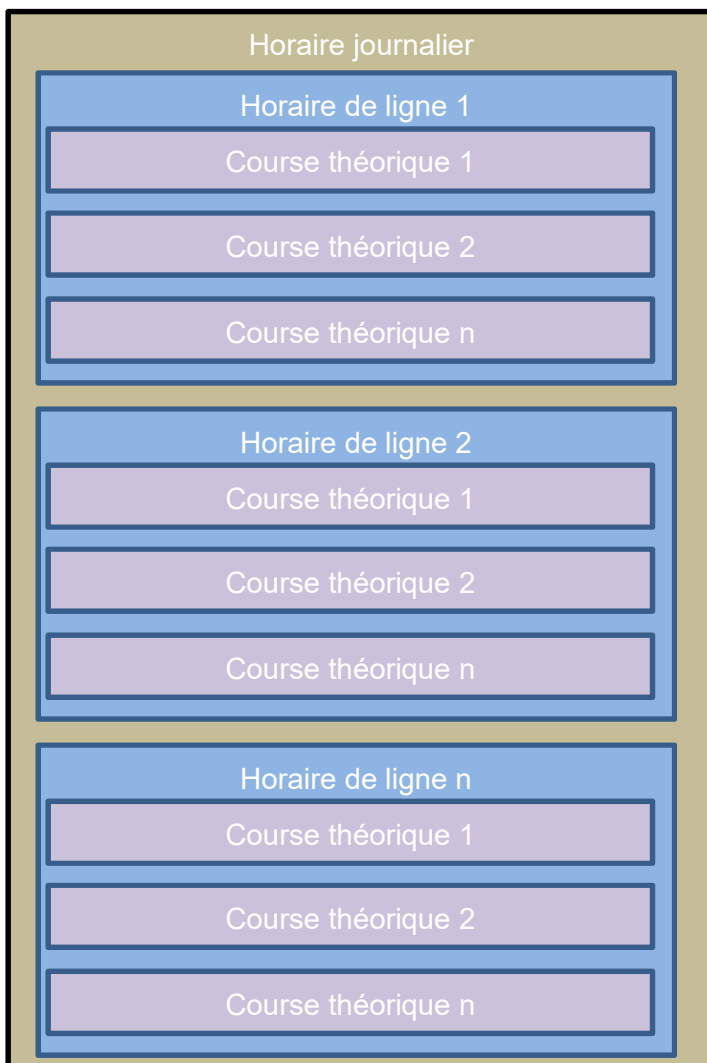 Horaire journalier
Horaire de ligne 1
Course théorique 1
Course théorique 2
Course théorique n
Horaire de ligne 2
Course théorique 1
Course théorique 2
Course théorique n
Horaire de ligne n
Course théorique 1
Course théorique 2
Course théorique n